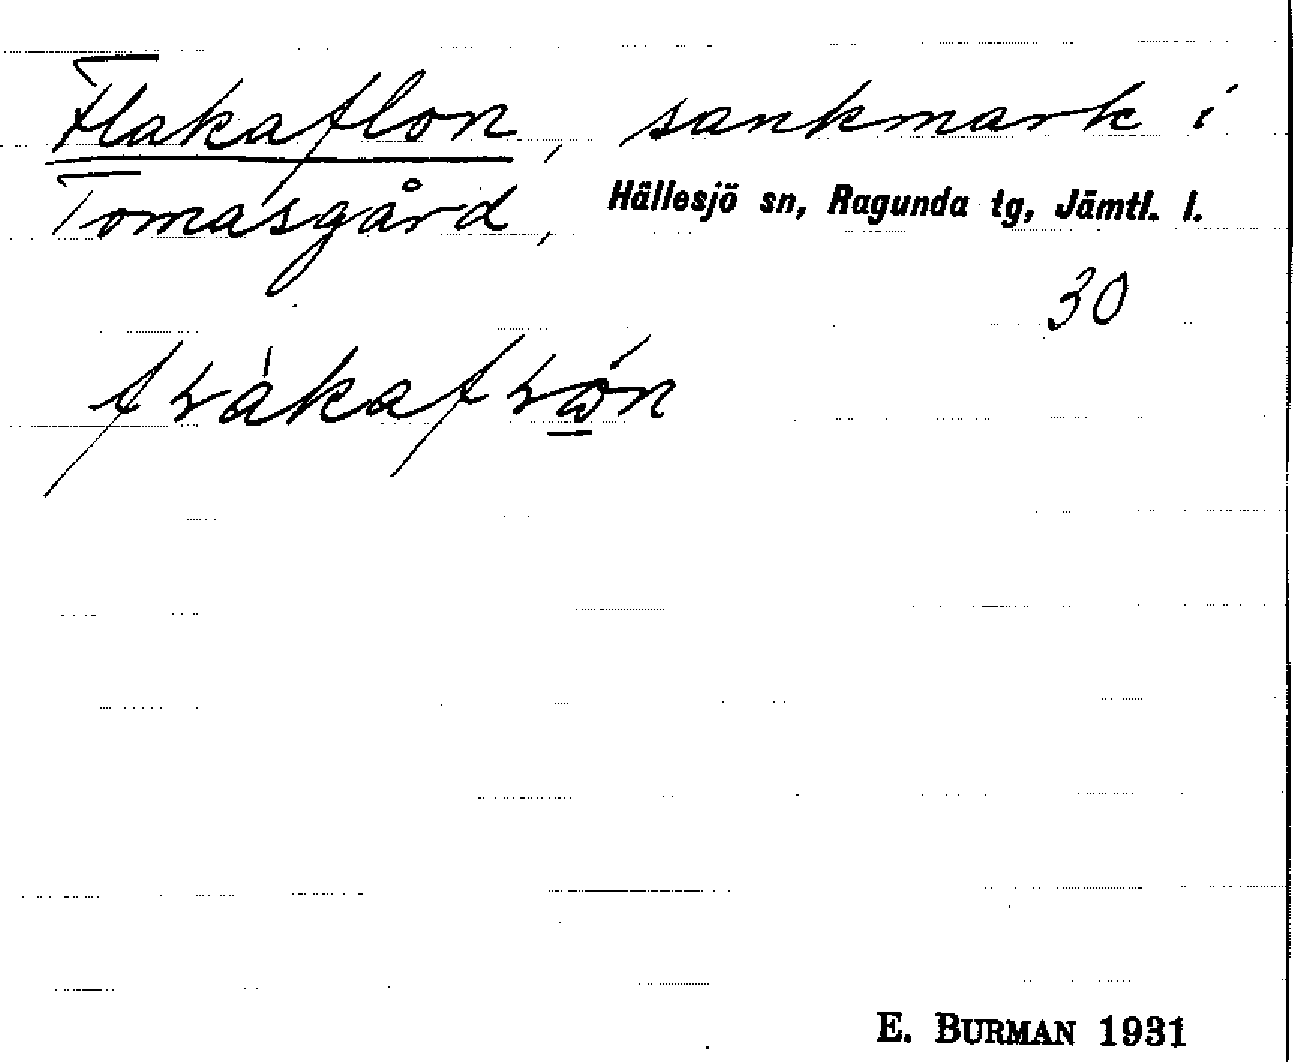 Flakaflon, sankmark i
Tomasgård, Hällesjö sn, Ragunda tg, Jämtl. l.
30
E. BURMAN 1931